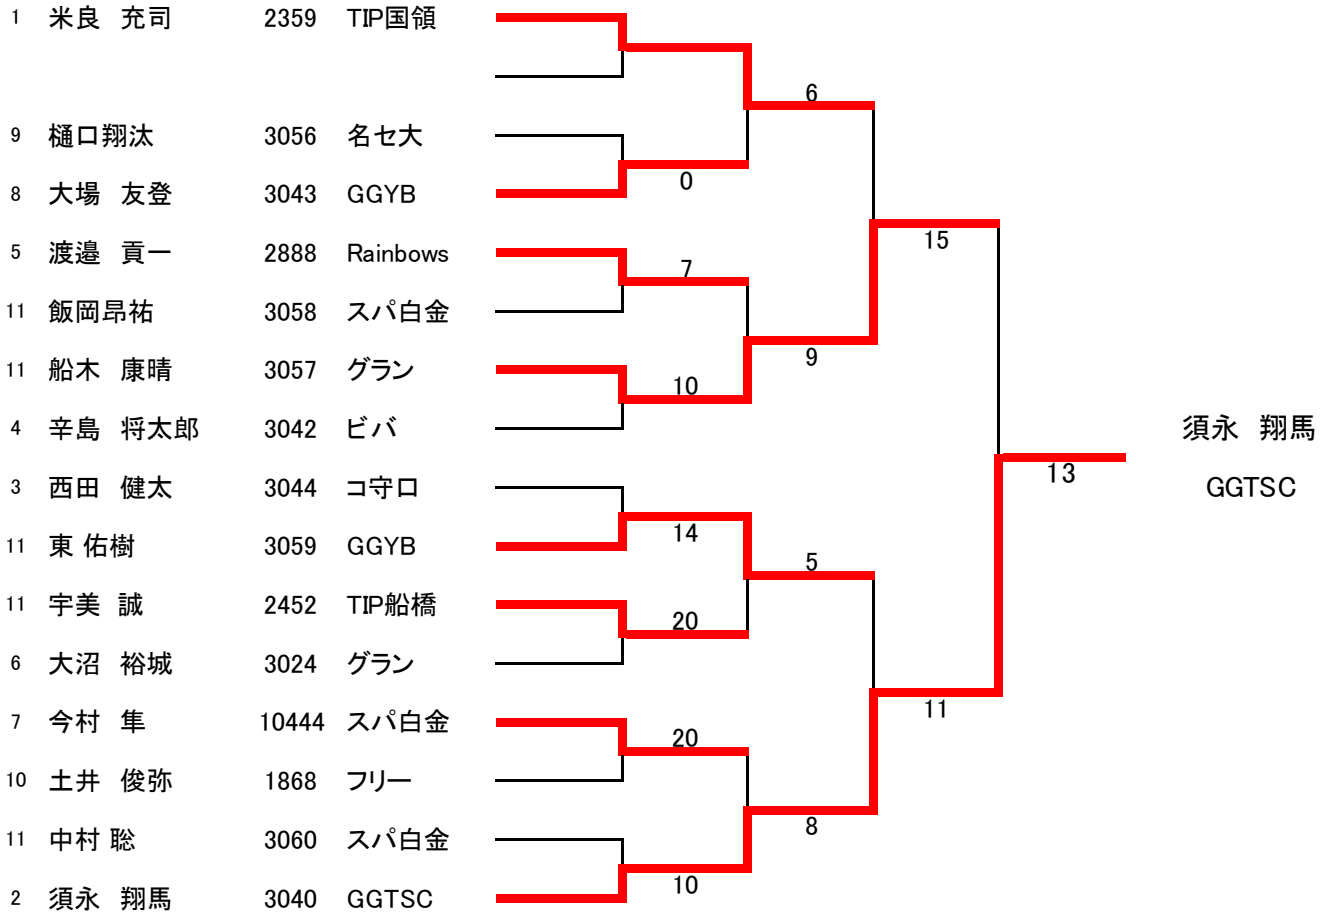 1 米良 充司 2359 TIP国領
6
9 樋口翔汰 3056 名セ大
0
8 大場 友登 3043 GGYB
15
5 渡邉 貢一 2888 Rainbows
7
11 飯岡昂祐 3058 スパ白金
9
11 船木 康晴 3057 グラン
10
4 辛島 将太郎 3042 ビバ
須永 翔馬
13
3 西田 健太 3044 コ守口
GGTSC
14
11 東 佑樹 3059 GGYB
5
11 宇美 誠 2452 TIP船橋
20
6 大沼 裕城 3024 グラン
11
7 今村 隼 10444 スパ白金
20
10 土井 俊弥 1868 フリー
8
11 中村 聡 3060 スパ白金
10
2 須永 翔馬 3040 GGTSC